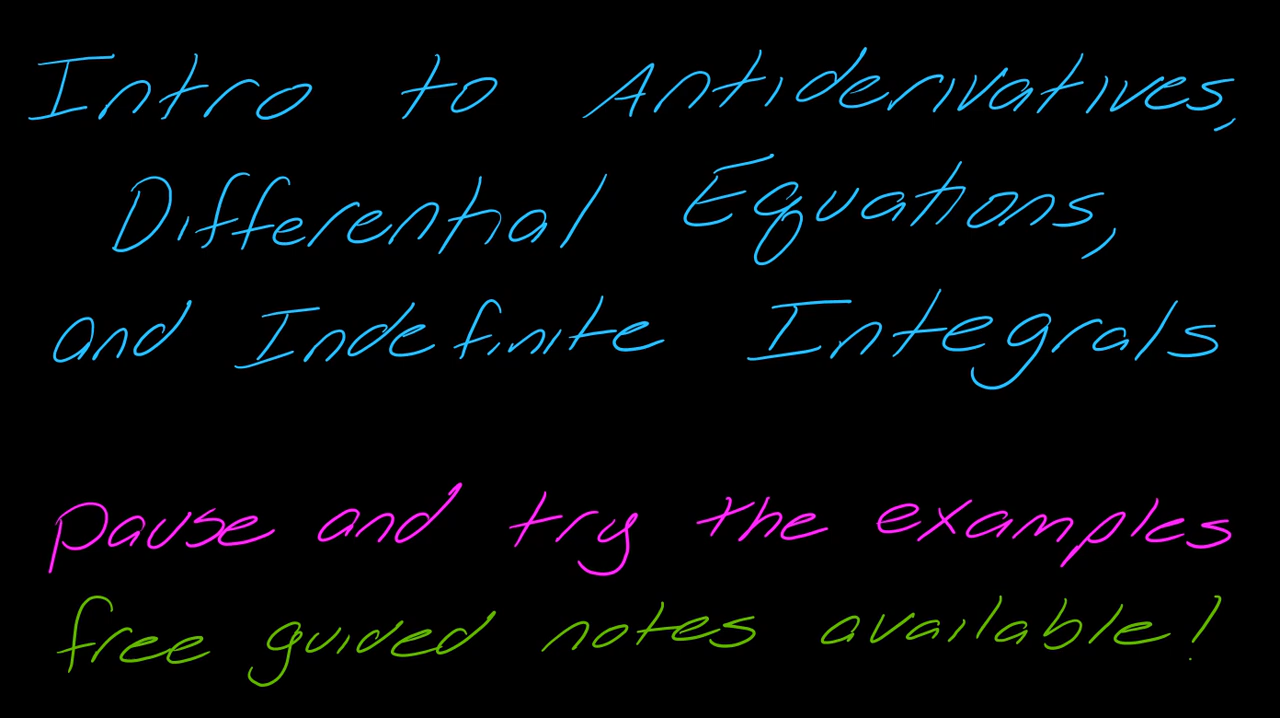 Intro to Antiderivatives,
Differential Equations,
and Indefinite Integrals
pause and try the examples
free guided notes available!